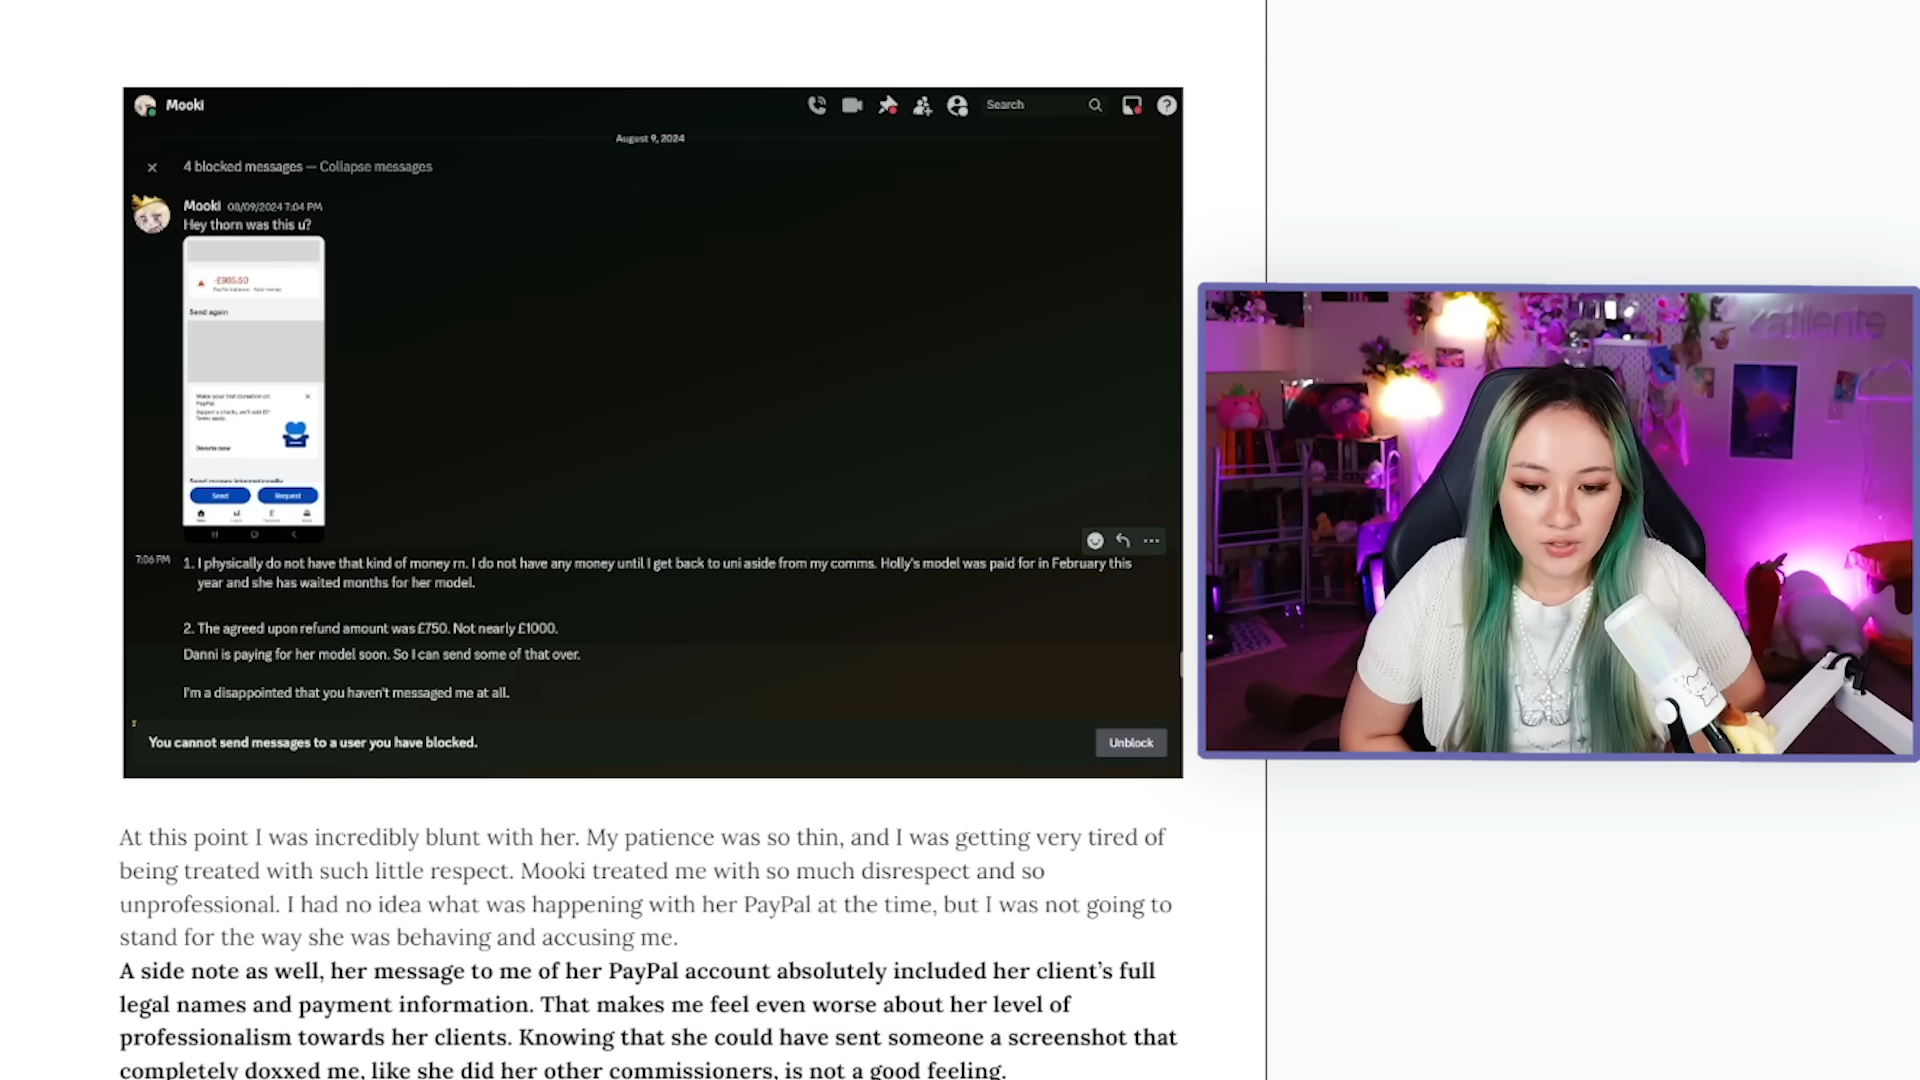 Mooki
Search
August 9, 2024
4 blocked messages — Collapse messages
Mooki 08/09/2024 7:04 PM
Hey thorn was this u?
-£985.50
Send again
Make your first donation on
PayPal
Donate now
Send Request
7:06 PM 1. I physically do not have that kind of money rn. I do not have any money until I get back to uni aside from my comms. Holly's model was paid for in February this
year and she has waited months for her model.
2. The agreed upon refund amount was £750. Not nearly £1000.
Danni is paying for her model soon. So I can send some of that over.
I'm a disappointed that you haven't messaged me at all.
You cannot send messages to a user you have blocked.
Unblock
At this point I was incredibly blunt with her. My patience was so thin, and I was getting very tired of
being treated with such little respect. Mooki treated me with so much disrespect and so
unprofessional. I had no idea what was happening with her PayPal at the time, but I was not going to
stand for the way she was behaving and accusing me.
A side note as well, her message to me of her PayPal account absolutely included her client’s full
legal names and payment information. That makes me feel even worse about her level of
professionalism towards her clients. Knowing that she could have sent someone a screenshot that
completely doxxed me, like she did her other commissioners, is not a good feeling.